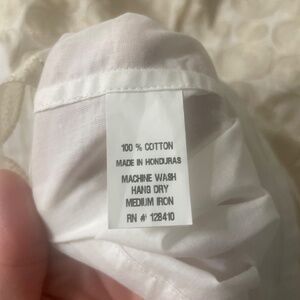 100 % COTTON
MADE IN HONDURAS
MACHINE WASH
HANG DRY
MEDIUM IRON
RN # 128410